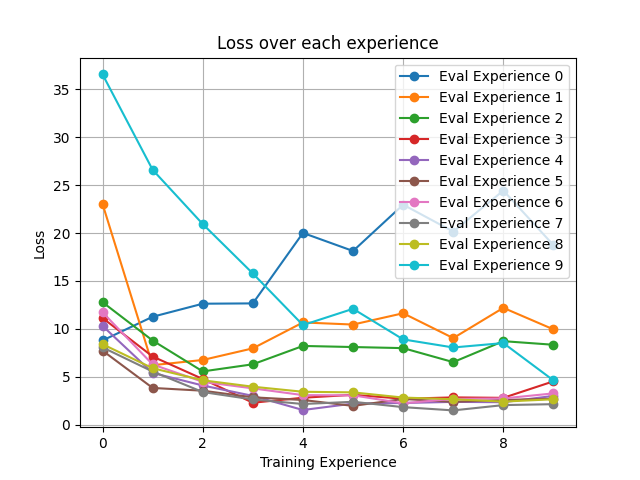 Loss over each experience
Loss
35
30
25
20
15
10
5
0
Eval Experience 0
Eval Experience 1
Eval Experience 2
Eval Experience 3
Eval Experience 4
Eval Experience 5
Eval Experience 6
Eval Experience 7
Eval Experience 8
Eval Experience 9
0 2 4 6 8
Training Experience